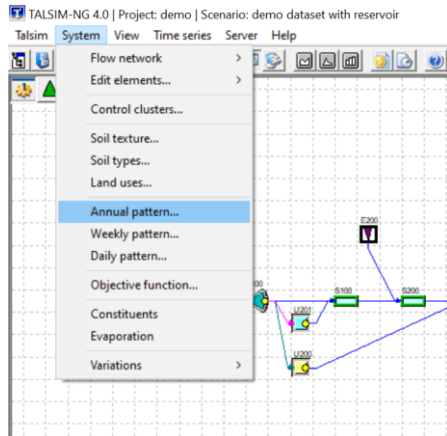 TALSIM-NG 4.0 | Project: demo | Scenario: demo dataset with reservoir
Talsim System View Time series Server Help
Flow network >
Edit elements... >
Control clusters...
Soil texture...
Soil types...
Land uses...
Annual pattern...
Weekly pattern...
Daily pattern...
Objective function...
Constituents
Evaporation
Variations >
E200
S100
S200
U201
U200